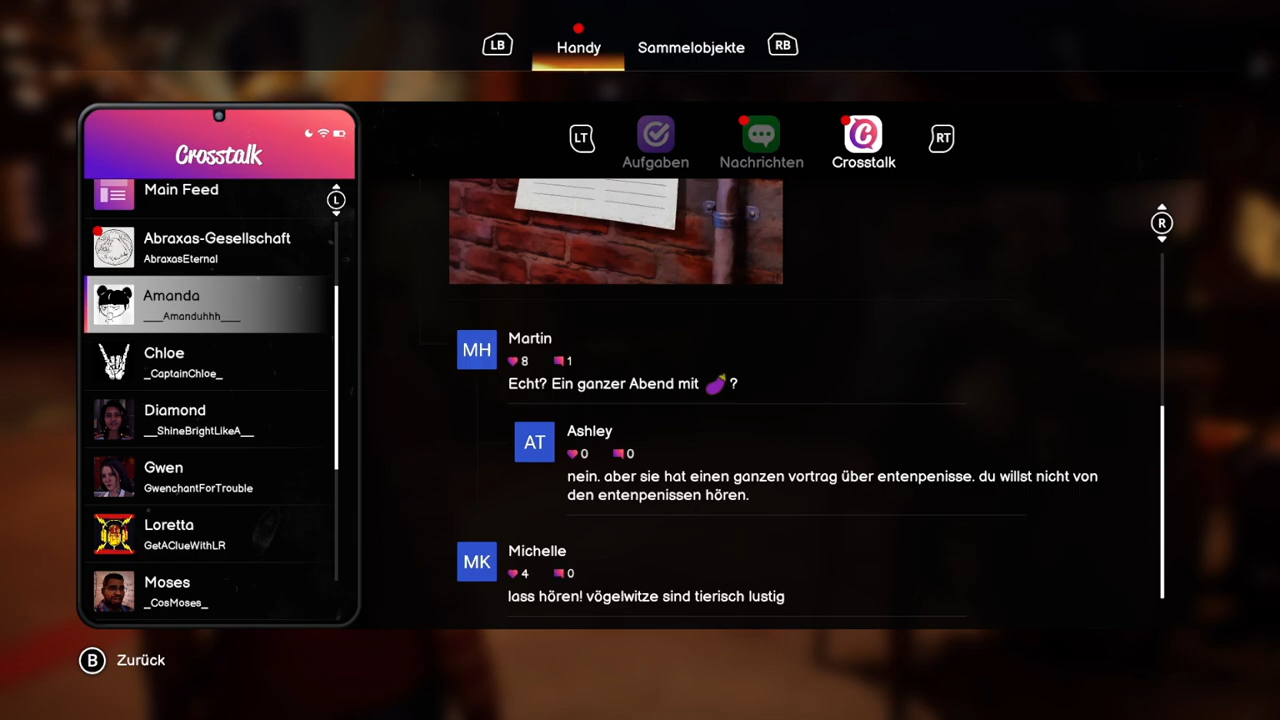 LB
Handy
Sammelobjekte
RB
Crosstalk
LT
Aufgaben
Nachrichten
Crosstalk
RT
Main Feed
L
Abraxas-Gesellschaft
AbraxasEternal
Amanda
___Amanduhhh___
Chloe
_CaptainChloe_
Diamond
__ShineBrightLikeA__
Gwen
GwenchantForTrouble
Loretta
GetAClueWithLR
Moses
_CosMoses_
R
MH
Martin
8 1
Echt? Ein ganzer Abend mit 🍆 ?
AT
Ashley
0 0
nein. aber sie hat einen ganzen vortrag über entenpenisse. du willst nicht von
den entenpenissen hören.
MK
Michelle
4 0
lass hören! vögelwitze sind tierisch lustig
B Zurück